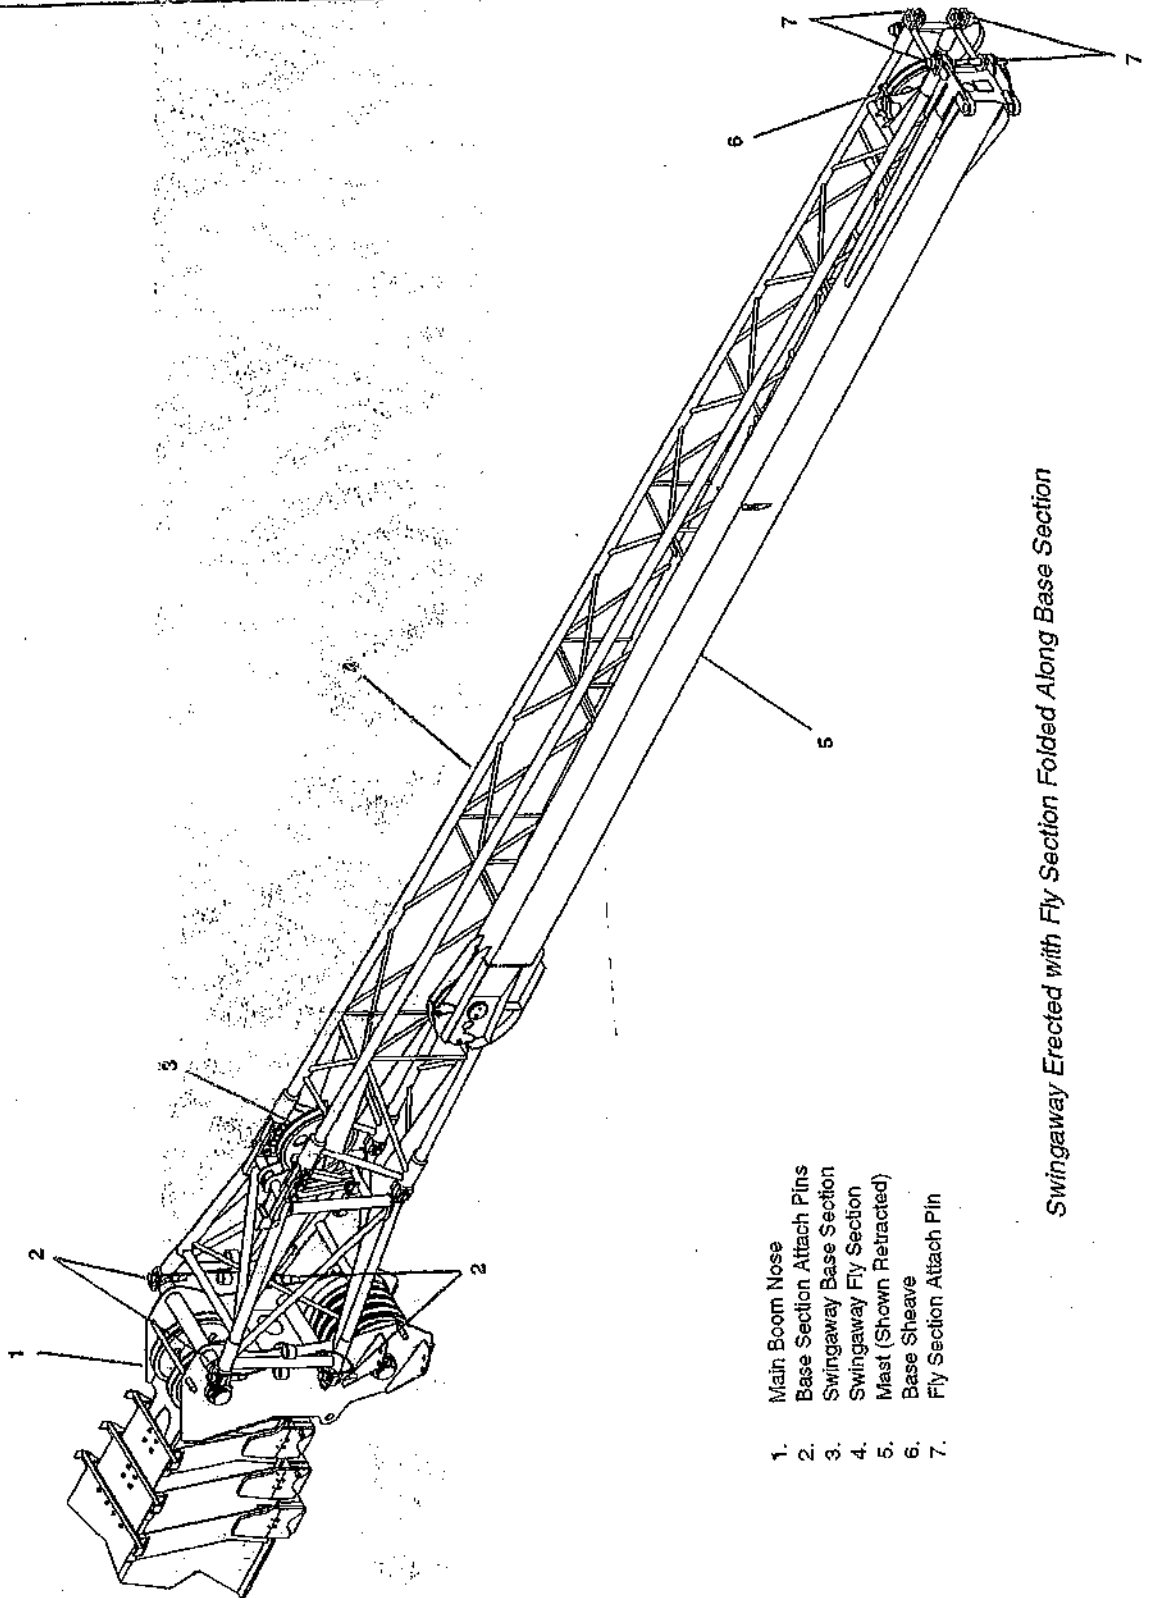 7
7
6
4
5
3
2
2
1
1. Main Boom Nose
2. Base Section Attach Pins
3. Swingaway Base Section
4. Swingaway Fly Section
5. Mast (Shown Retracted)
6. Base Sheave
7. Fly Section Attach Pin
Swingaway Erected with Fly Section Folded Along Base Section